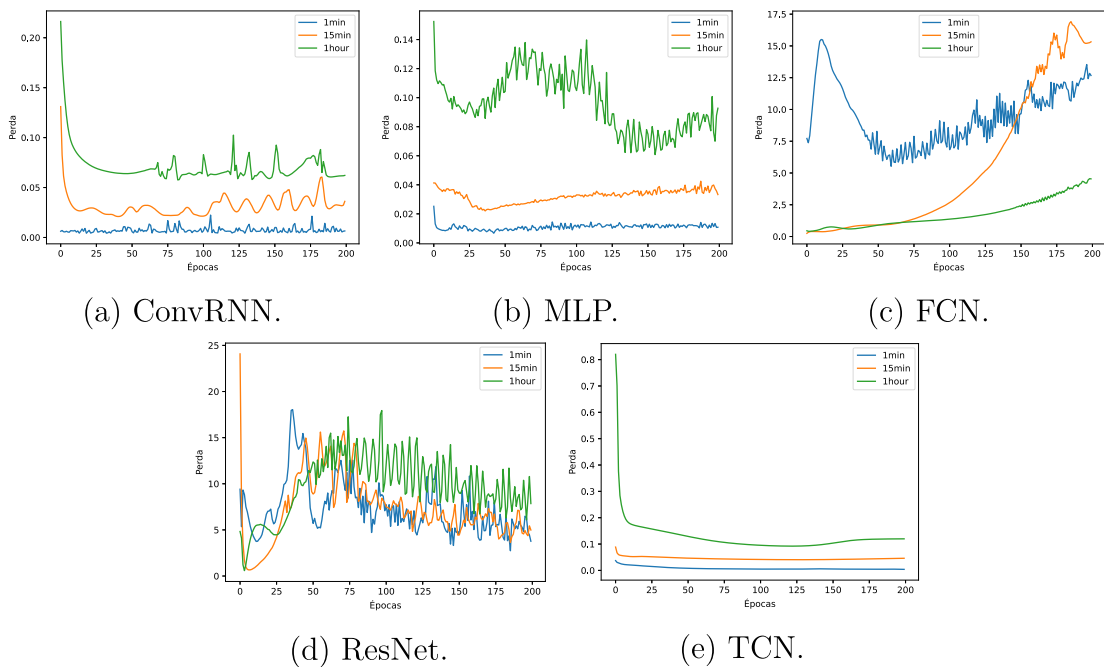 1min
15min
1hour
0,20
0,15
0,10
0,05
0,00
Perda
0 25 50 75 100 125 150 175 200
Épocas
(a) ConvRNN.
1min
15min
1hour
0,14
0,12
0,10
0,08
0,06
0,04
0,02
0,00
Perda
0 25 50 75 100 125 150 175 200
Épocas
(b) MLP.
1min
15min
1hour
17.5
15.0
12.5
10.0
7.5
5.0
2.5
0.0
Perda
0 25 50 75 100 125 150 175 200
Épocas
(c) FCN.
1min
15min
1hour
25
20
15
10
5
0
Perda
0 25 50 75 100 125 150 175 200
Épocas
(d) ResNet.
1min
15min
1hour
0.8
0.7
0.6
0.5
0.4
0.3
0.2
0.1
0.0
Perda
0 25 50 75 100 125 150 175 200
Épocas
(e) TCN.